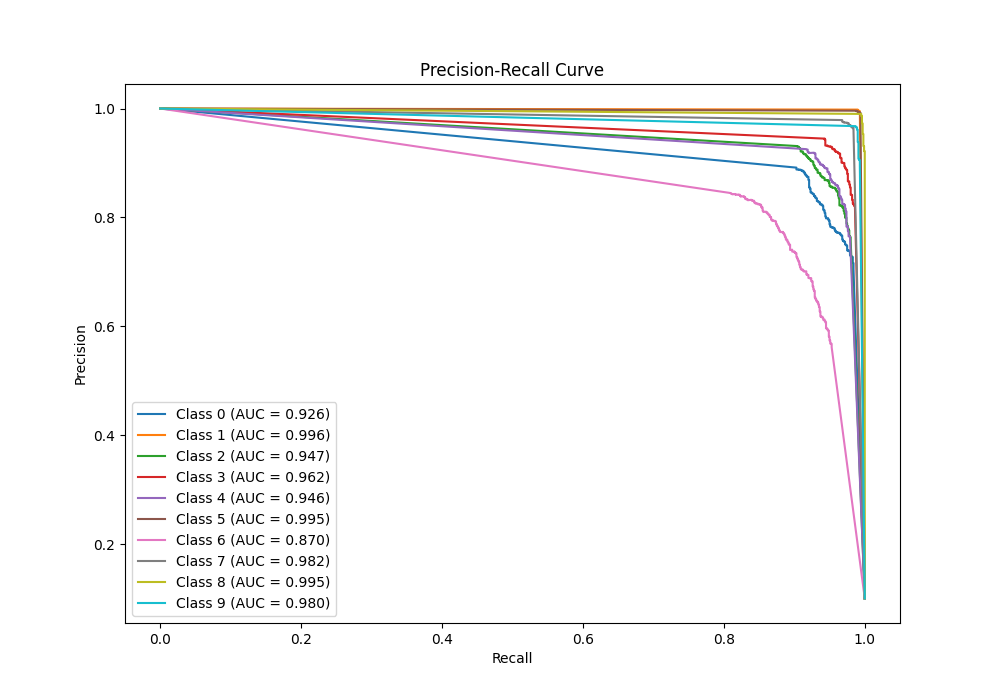 Precision-Recall Curve
1.0
0.8
0.6
0.4
0.2
Precision
Class 0 (AUC = 0.926)
Class 1 (AUC = 0.996)
Class 2 (AUC = 0.947)
Class 3 (AUC = 0.962)
Class 4 (AUC = 0.946)
Class 5 (AUC = 0.995)
Class 6 (AUC = 0.870)
Class 7 (AUC = 0.982)
Class 8 (AUC = 0.995)
Class 9 (AUC = 0.980)
0.0 0.2 0.4 0.6 0.8 1.0
Recall